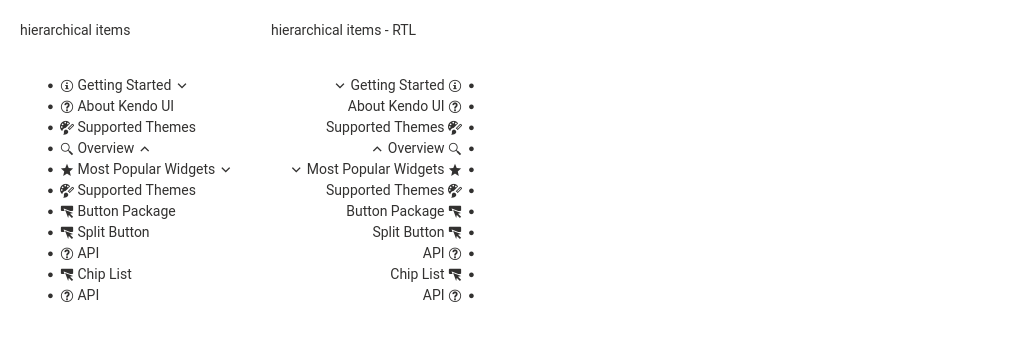 hierarchical items
Getting Started
About Kendo UI
Supported Themes
Overview
Most Popular Widgets
Supported Themes
Button Package
Split Button
API
Chip List
API
hierarchical items - RTL
Getting Started
About Kendo UI
Supported Themes
Overview
Most Popular Widgets
Supported Themes
Button Package
Split Button
API
Chip List
API